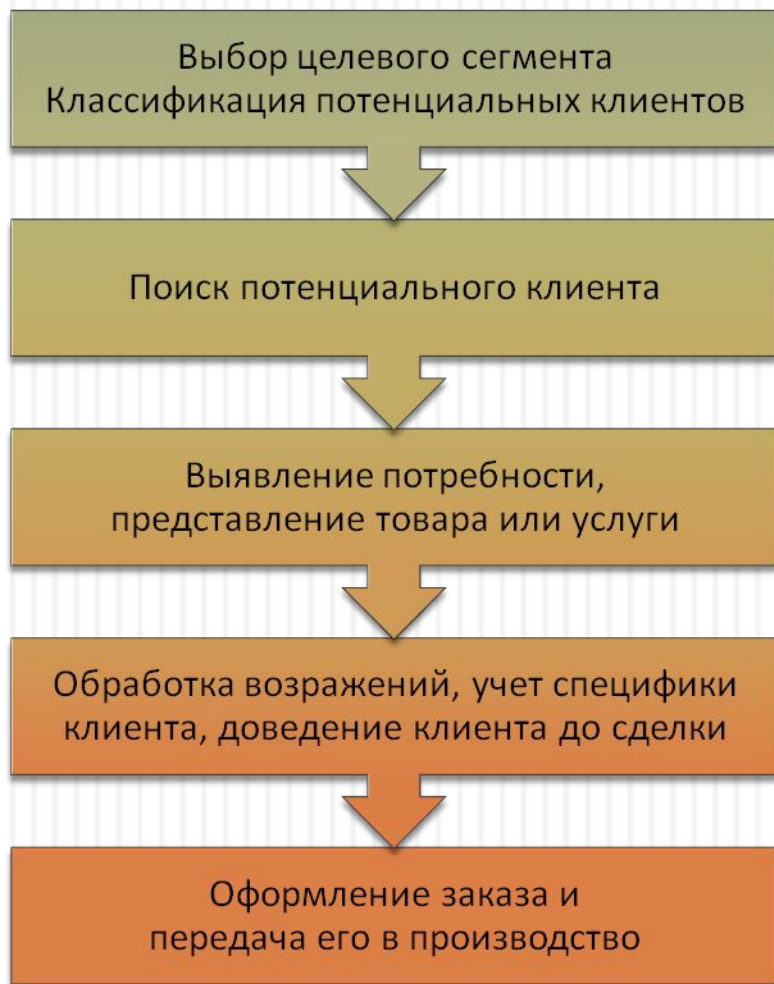 Выбор целевого сегмента
Классификация потенциальных клиентов
Поиск потенциального клиента
Выявление потребности,
представление товара или услуги
Обработка возражений, учет специфики
клиента, доведение клиента до сделки
Оформление заказа и
передача его в производство